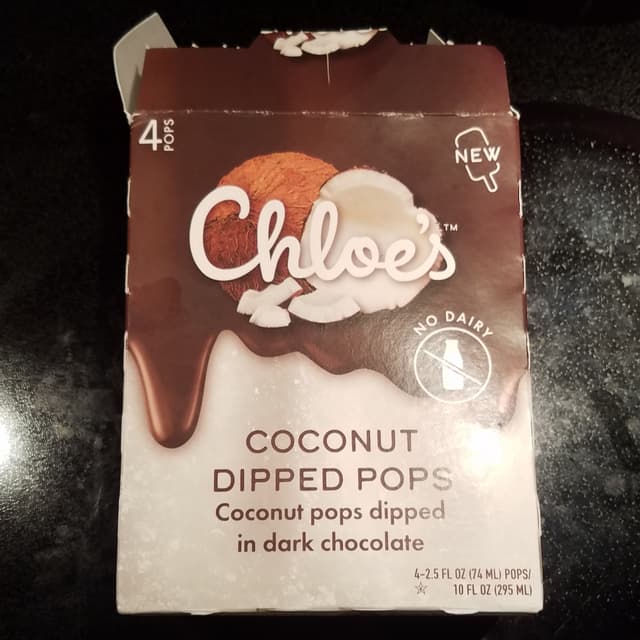 4 POPS
NEW
Chloe's™
NO DAIRY
COCONUT
DIPPED POPS
Coconut pops dipped
in dark chocolate
4-2.5 FL OZ (74 ML) POPS/
10 FL OZ (295 ML)